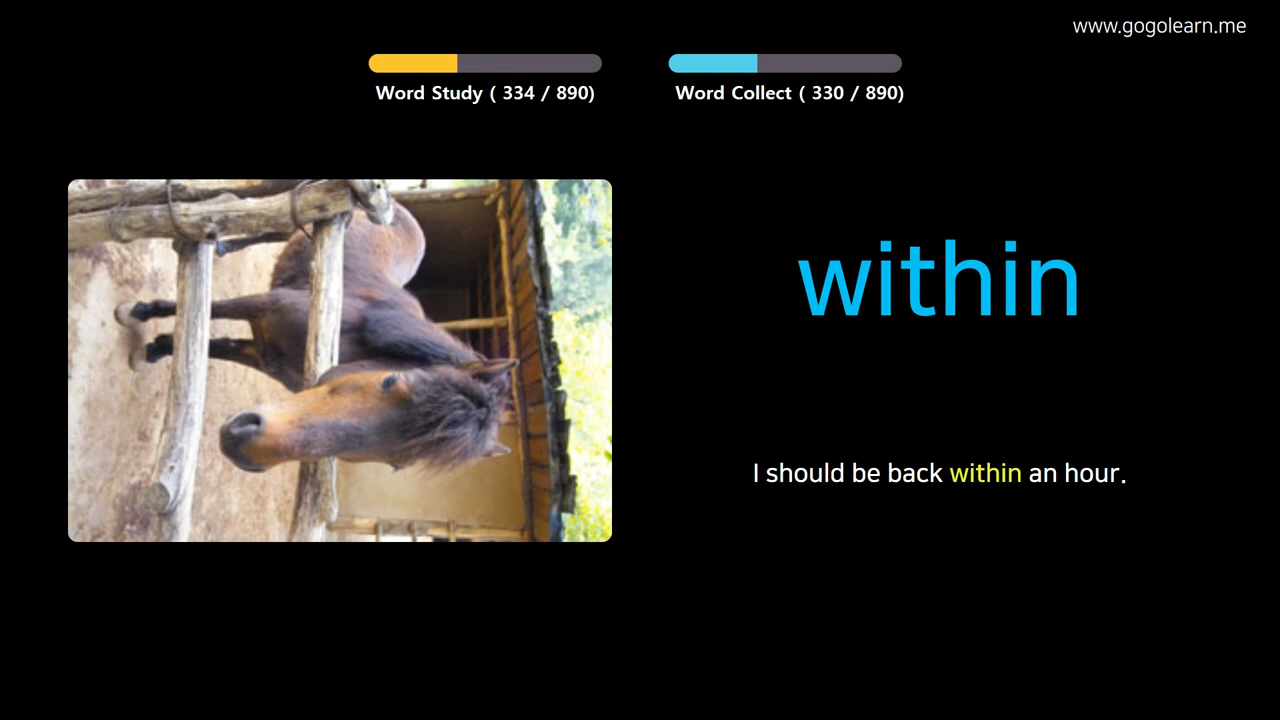 www.gogolearn.me
Word Study ( 334 / 890)
Word Collect ( 330 / 890)
within
I should be back within an hour.